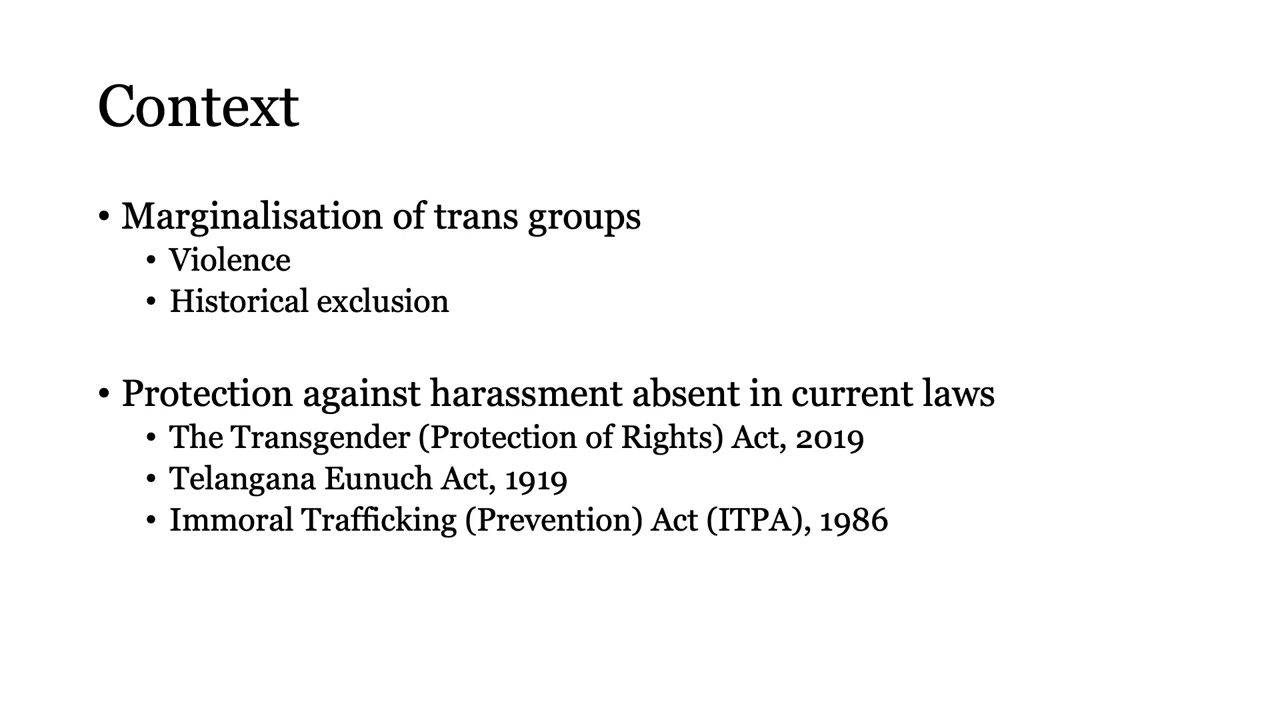 Context
• Marginalisation of trans groups
• Violence
• Historical exclusion
• Protection against harassment absent in current laws
• The Transgender (Protection of Rights) Act, 2019
• Telangana Eunuch Act, 1919
• Immoral Trafficking (Prevention) Act (ITPA), 1986